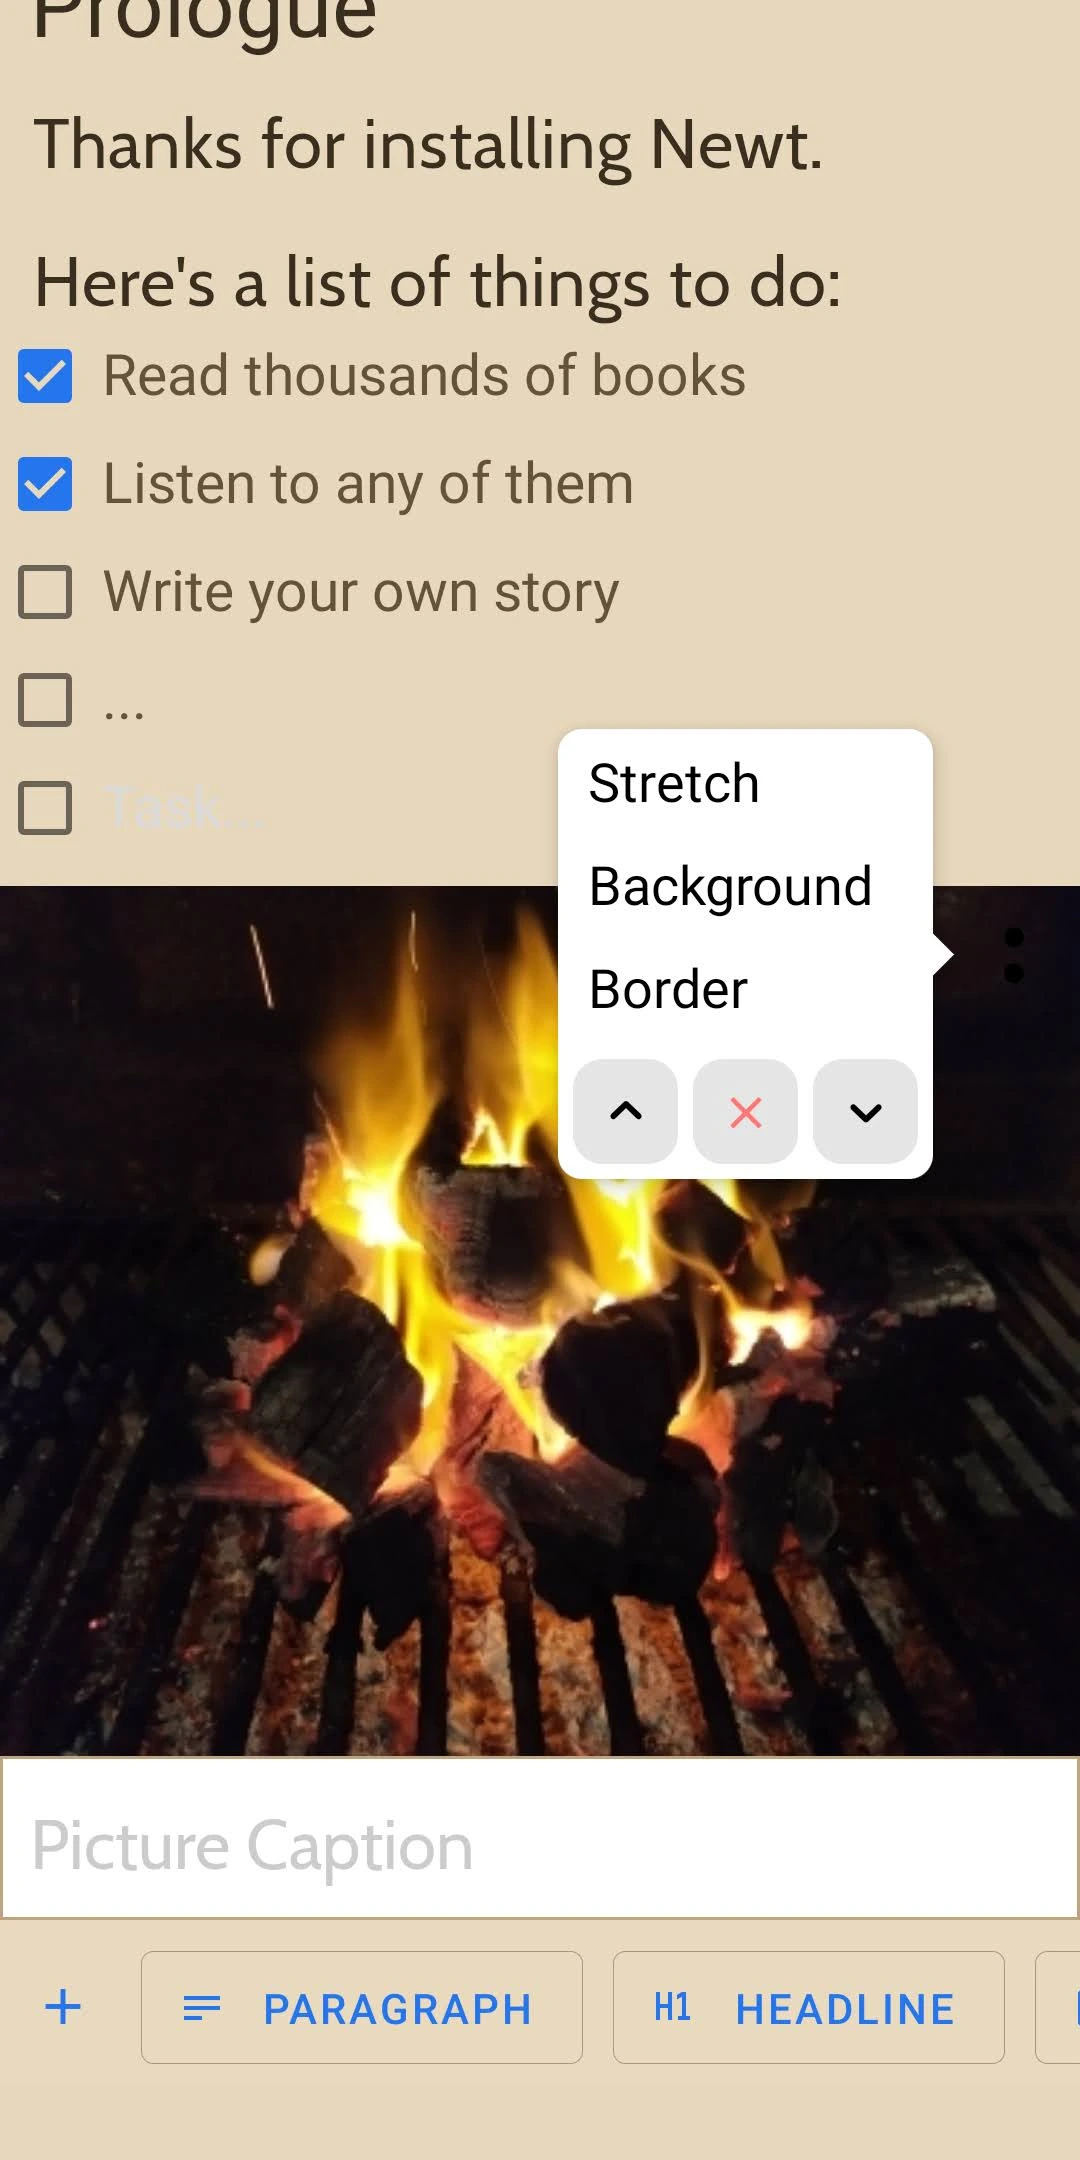 Prologue
Thanks for installing Newt.
Here's a list of things to do:
Read thousands of books
Listen to any of them
Write your own story
...
Task...
Stretch
Background
Border
Picture Caption
+ PARAGRAPH H1 HEADLINE